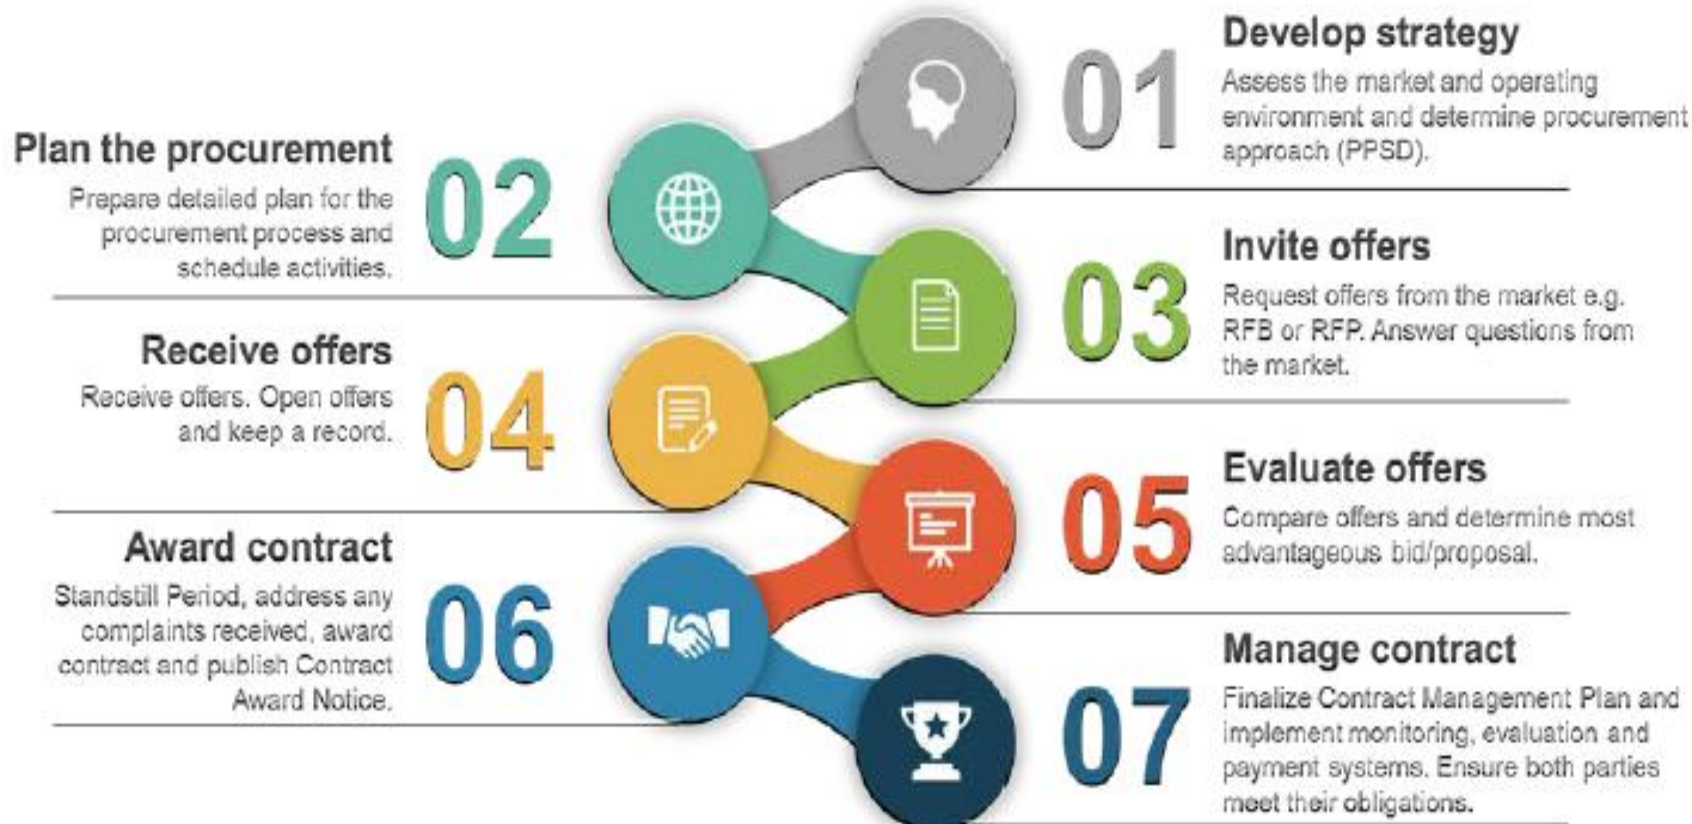 01
Develop strategy
Assess the market and operating
environment and determine procurement
approach (PPSD).
Plan the procurement
02
Prepare detailed plan for the
procurement process and
schedule activities.
03
Invite offers
Request offers from the market e.g.
RFB or RFP. Answer questions from
the market.
Receive offers
04
Receive offers. Open offers
and keep a record.
05
Evaluate offers
Compare offers and determine most
advantageous bid/proposal.
Award contract
06
Standstill Period, address any
complaints received, award
contract and publish Contract
Award Notice.
07
Manage contract
Finalize Contract Management Plan and
implement monitoring, evaluation and
payment systems. Ensure both parties
meet their obligations.